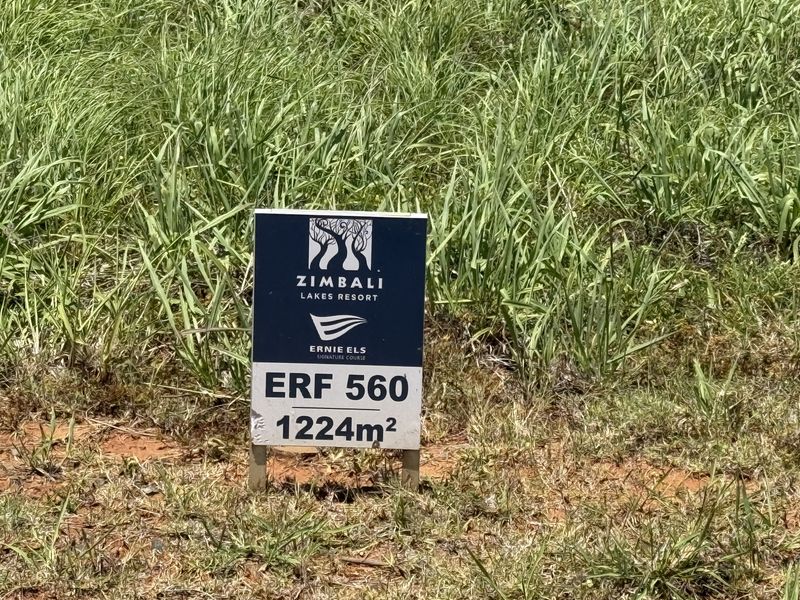 ZIMBALI
LAKES RESORT
ERNIE ELS
SIGNATURE COURSE
ERF 560
1224m²